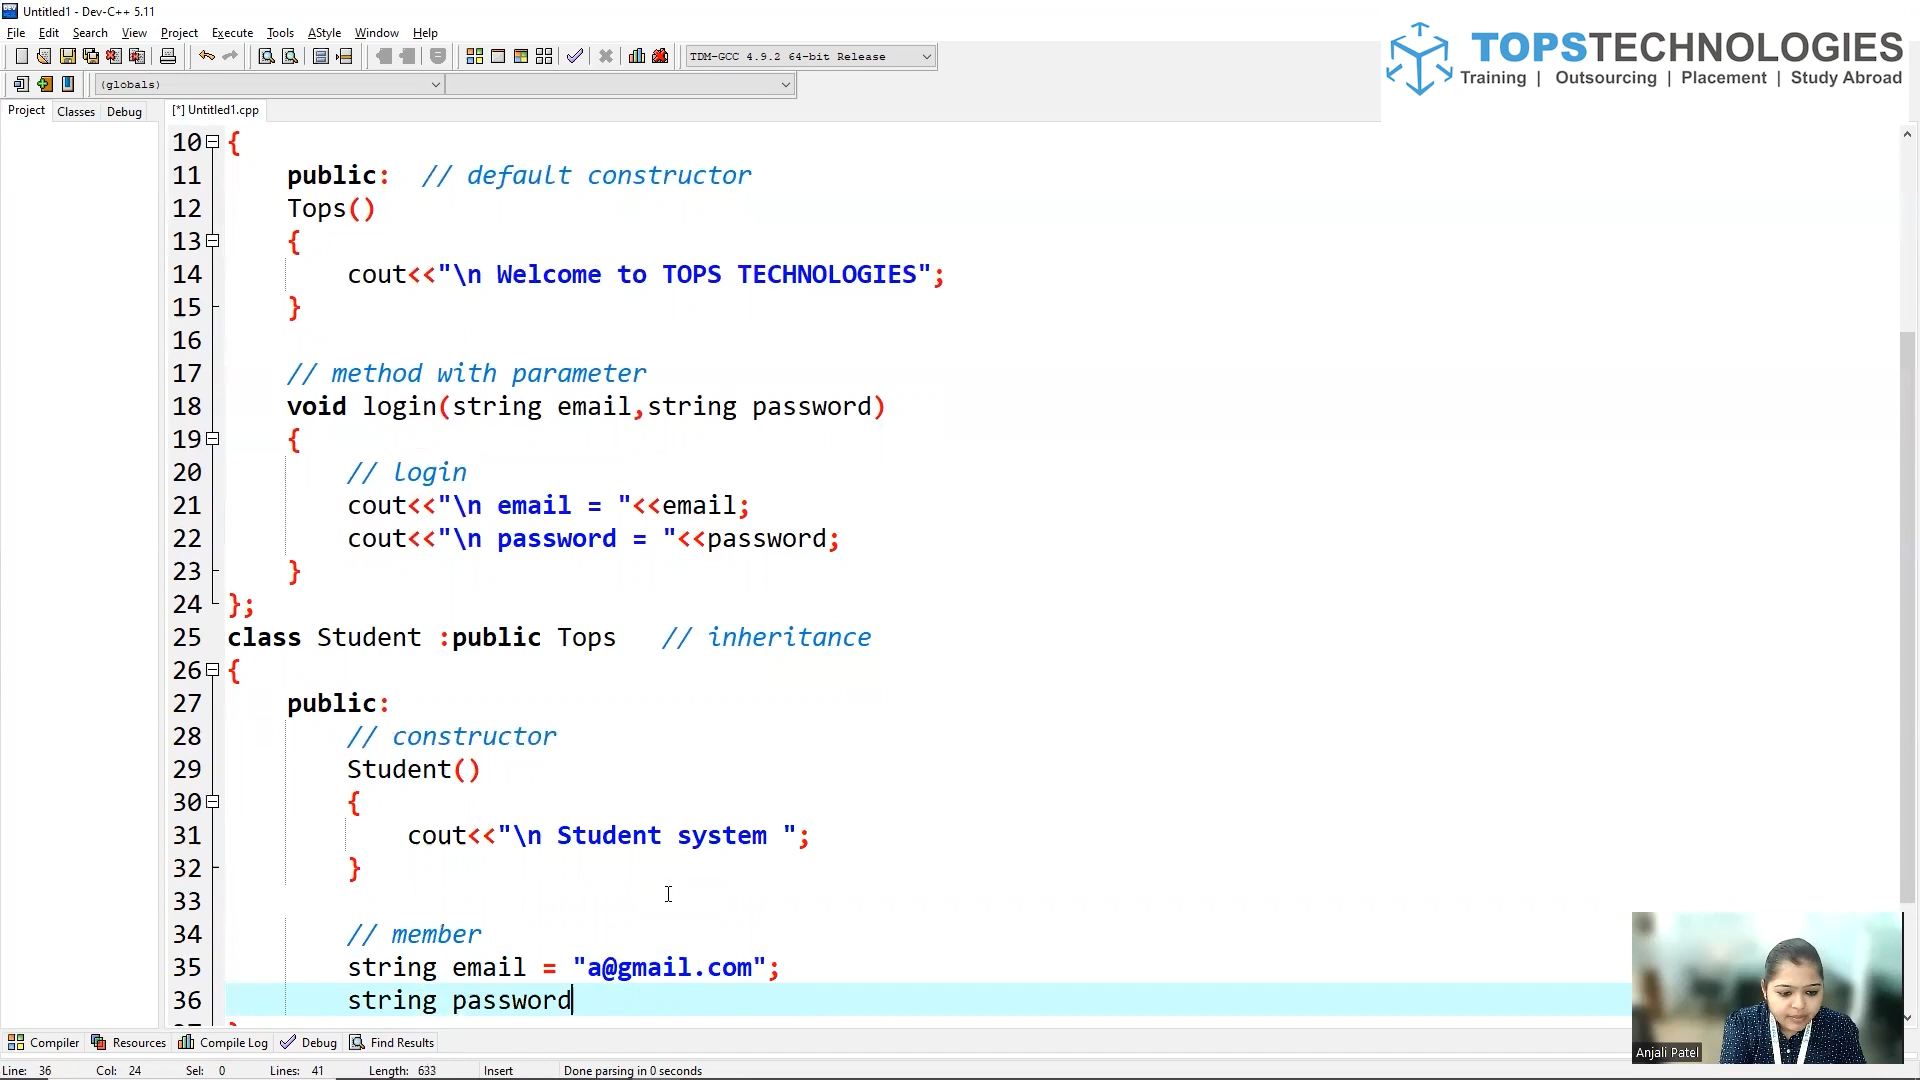 Untitled1 - Dev-C++ 5.11
File Edit Search View Project Execute Tools AStyle Window Help
TDM-GCC 4.9.2 64-bit Release
(globals)
Project Classes Debug
[*] Untitled1.cpp
TOPSTECHNOLOGIES
Training | Outsourcing | Placement | Study Abroad
10 {
11 public: // default constructor
12 Tops()
13 {
14 cout<<"\n Welcome to TOPS TECHNOLOGIES";
15 }
16
17 // method with parameter
18 void login(string email,string password)
19 {
20 // login
21 cout<<"\n email = "<<email;
22 cout<<"\n password = "<<password;
23 }
24 };
25 class Student :public Tops // inheritance
26 {
27 public:
28 // constructor
29 Student()
30 {
31 cout<<"\n Student system ";
32 }
33
34 // member
35 string email = "a@gmail.com";
36 string password
Anjali Patel
Compiler Resources Compile Log Debug Find Results
Line: 36 Col: 24 Sel: 0 Lines: 41 Length: 633 Insert Done parsing in 0 seconds